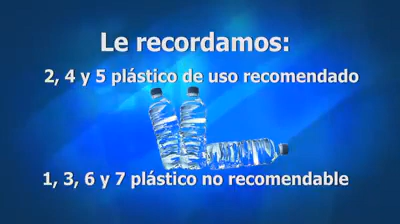 Le recordamos:
2, 4 y 5 plástico de uso recomendado
1, 3, 6 y 7 plástico no recomendable